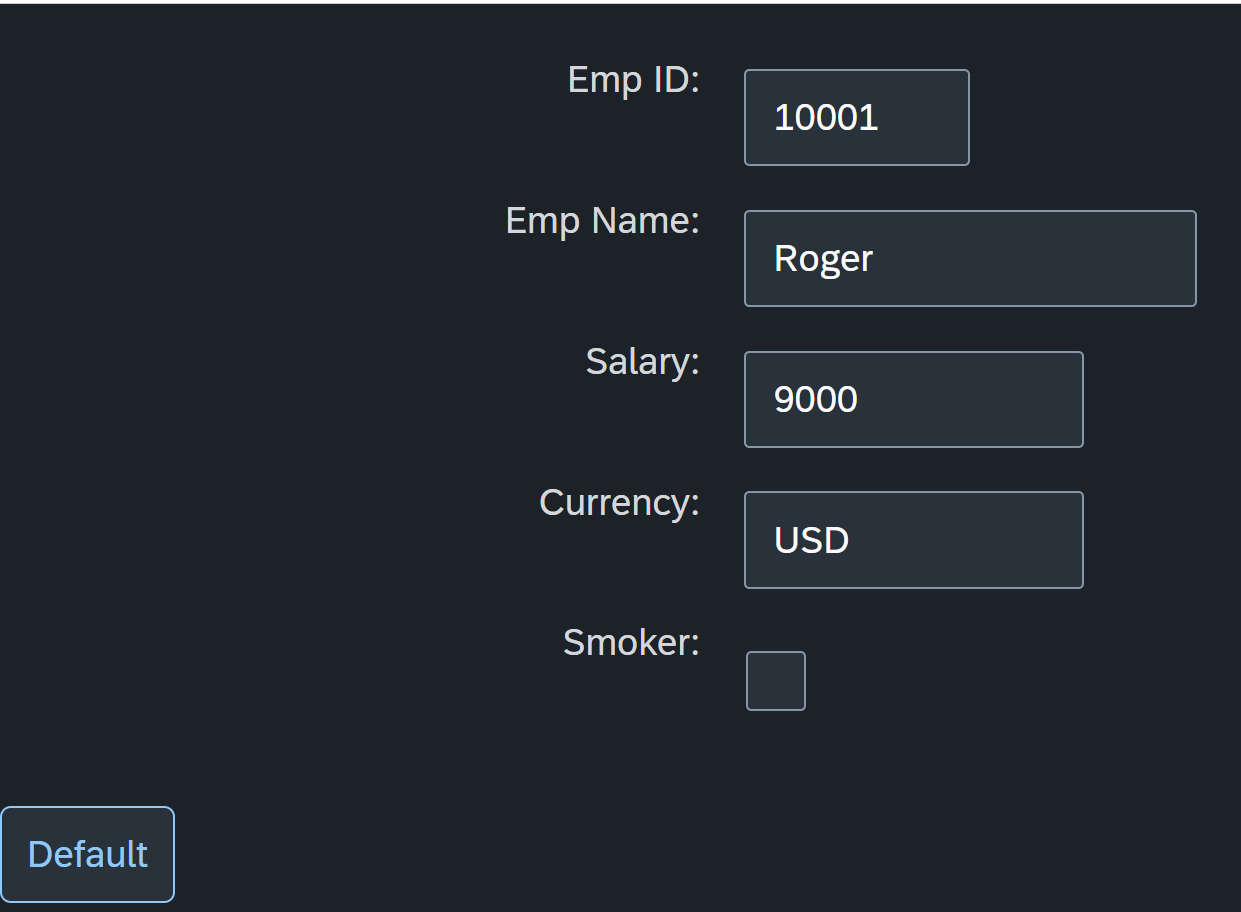 Emp ID:
10001
Emp Name:
Roger
Salary:
9000
Currency:
USD
Smoker:
Default